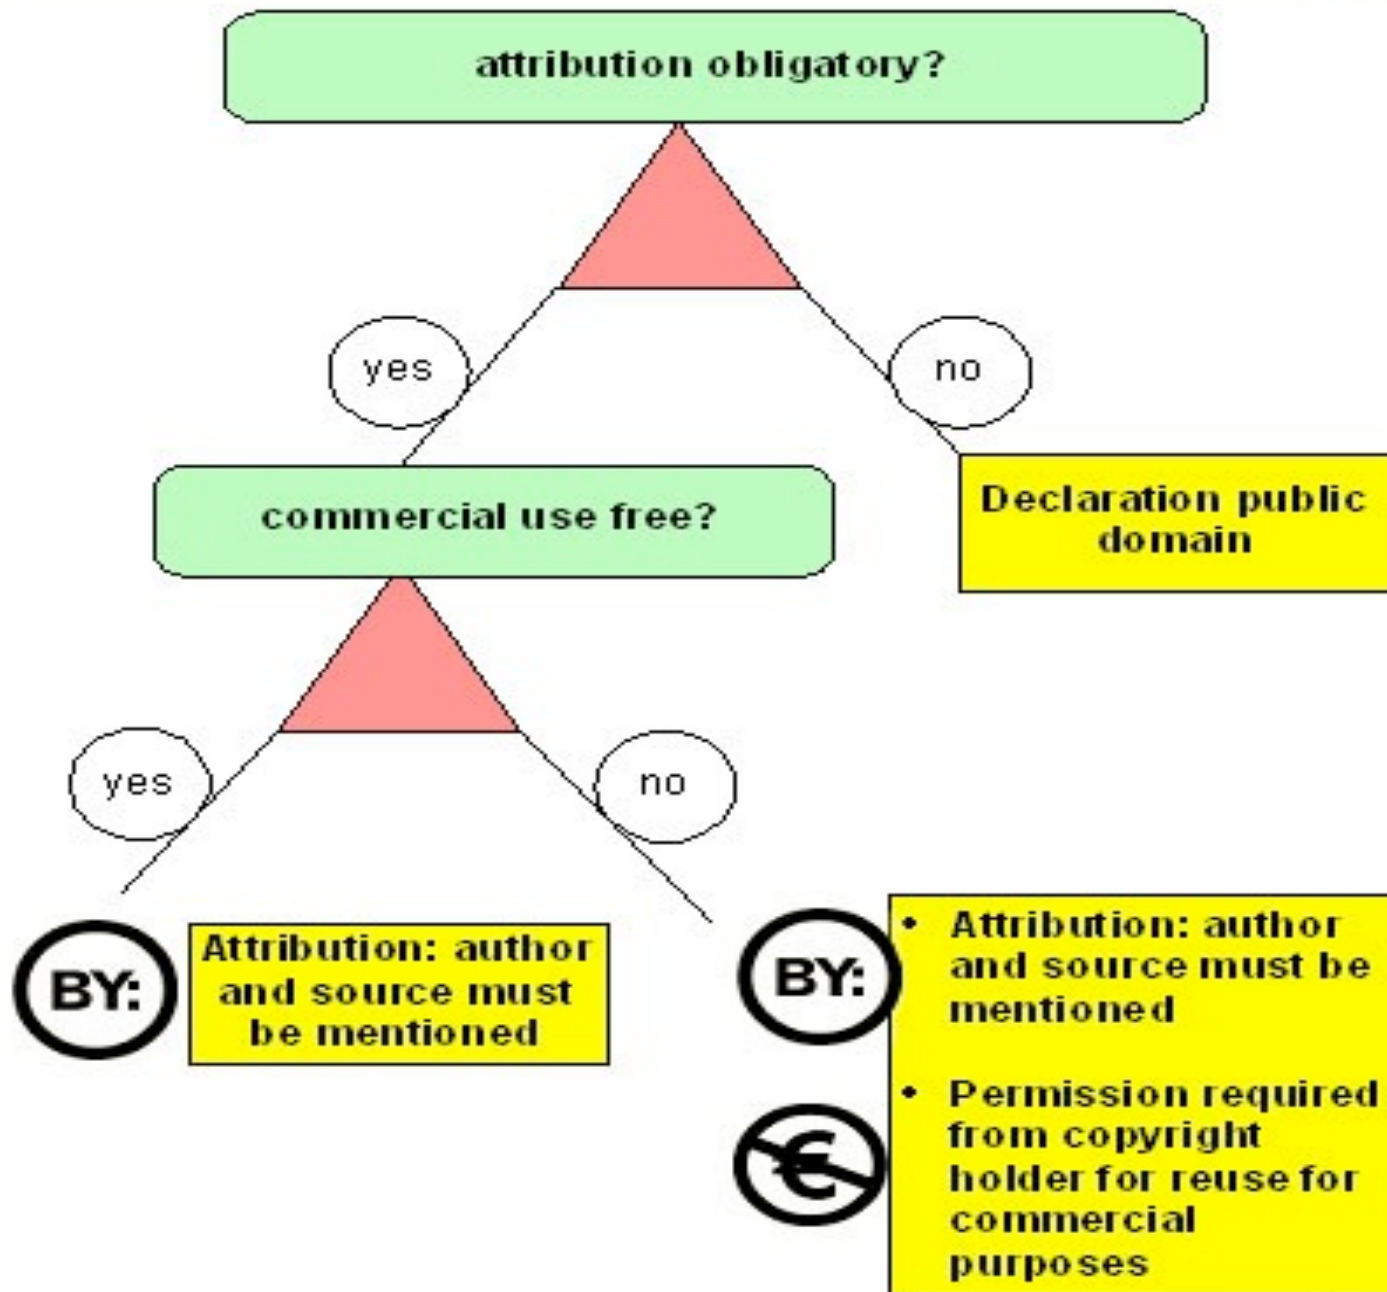 attribution obligatory?
yes
no
commercial use free?
Declaration public
domain
yes
no
BY:
Attribution: author
and source must
be mentioned
BY:
• Attribution: author
and source must be
mentioned
€
• Permission required
from copyright
holder for reuse for
commercial
purposes